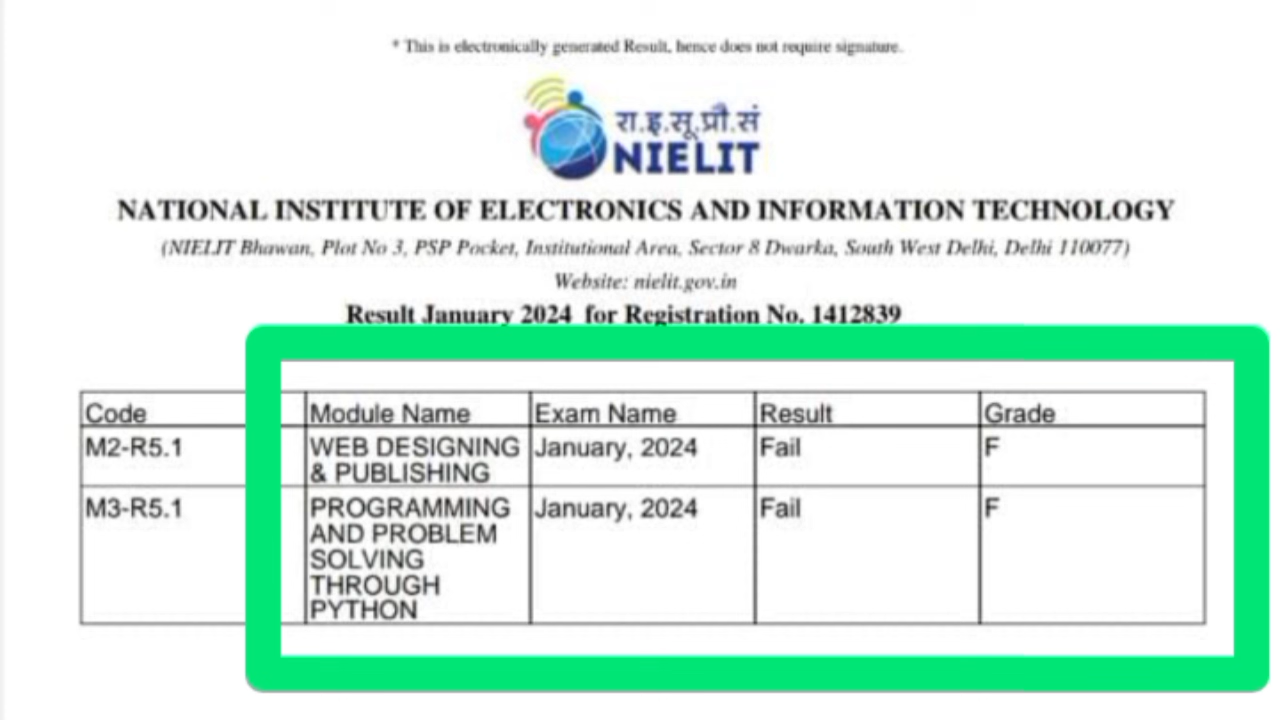 * This is electronically generated Result, hence does not require signature.
रा.इ.सू.प्रौ.सं
NIELIT
NATIONAL INSTITUTE OF ELECTRONICS AND INFORMATION TECHNOLOGY
(NIELIT Bhawan, Plot No 3, PSP Pocket, Institutional Area, Sector 8 Dwarka, South West Delhi, Delhi 110077)
Website: nielit.gov.in
Result January 2024 for Registration No. 1412839
Code Module Name Exam Name Result Grade
M2-R5.1 WEB DESIGNING January, 2024 Fail F
& PUBLISHING
M3-R5.1 PROGRAMMING January, 2024 Fail F
AND PROBLEM
SOLVING
THROUGH
PYTHON